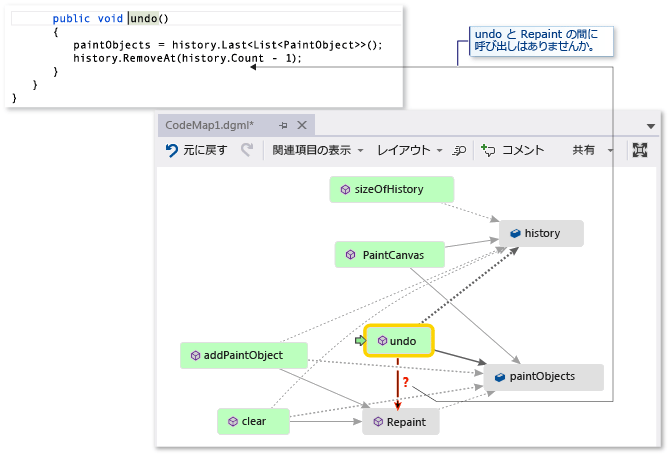 public void undo()
{
paintObjects = history.Last<List<PaintObject>>();
history.RemoveAt(history.Count - 1);
}
}
}
undo と Repaint の間に
呼び出しはありませんか。
CodeMap1.dgml*
元に戻す 関連項目の表示 レイアウト コメント 共有
sizeOfHistory
history
PaintCanvas
undo
addPaintObject
paintObjects
?
clear
Repaint